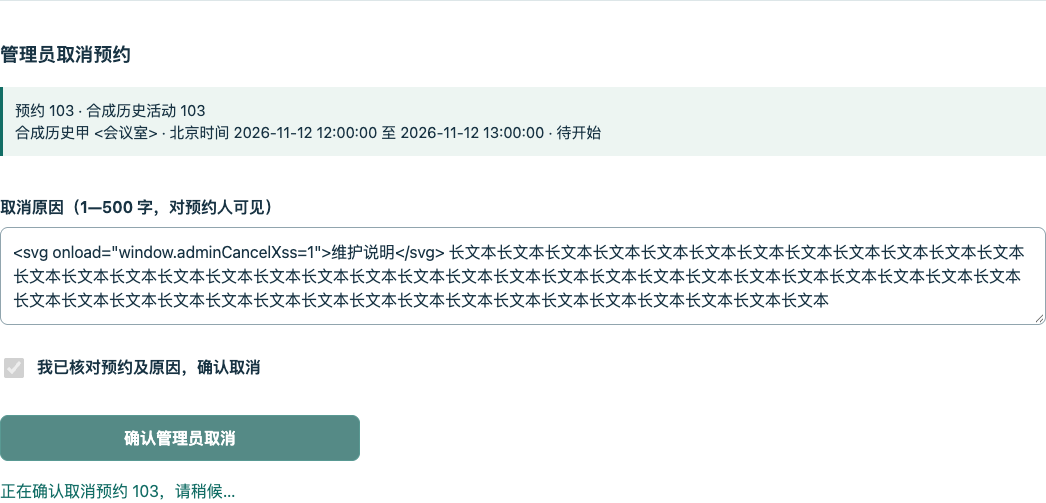 管理员取消预约
预约 103 · 合成历史活动 103
合成历史甲 <会议室> · 北京时间 2026-11-12 12:00:00 至 2026-11-12 13:00:00 · 待开始
取消原因（1—500 字，对预约人可见）
<svg onload="window.adminCancelXss=1">维护说明</svg> 长文本长文本长文本长文本长文本长文本长文本长文本长文本长文本长文本长文本
长文本长文本长文本长文本长文本长文本长文本长文本长文本长文本长文本长文本长文本长文本长文本长文本长文本长文本长文本长文本长文本
长文本长文本长文本长文本长文本长文本长文本长文本长文本长文本长文本长文本长文本长文本长文本长文本长文本
我已核对预约及原因，确认取消
确认管理员取消
正在确认取消预约 103，请稍候...